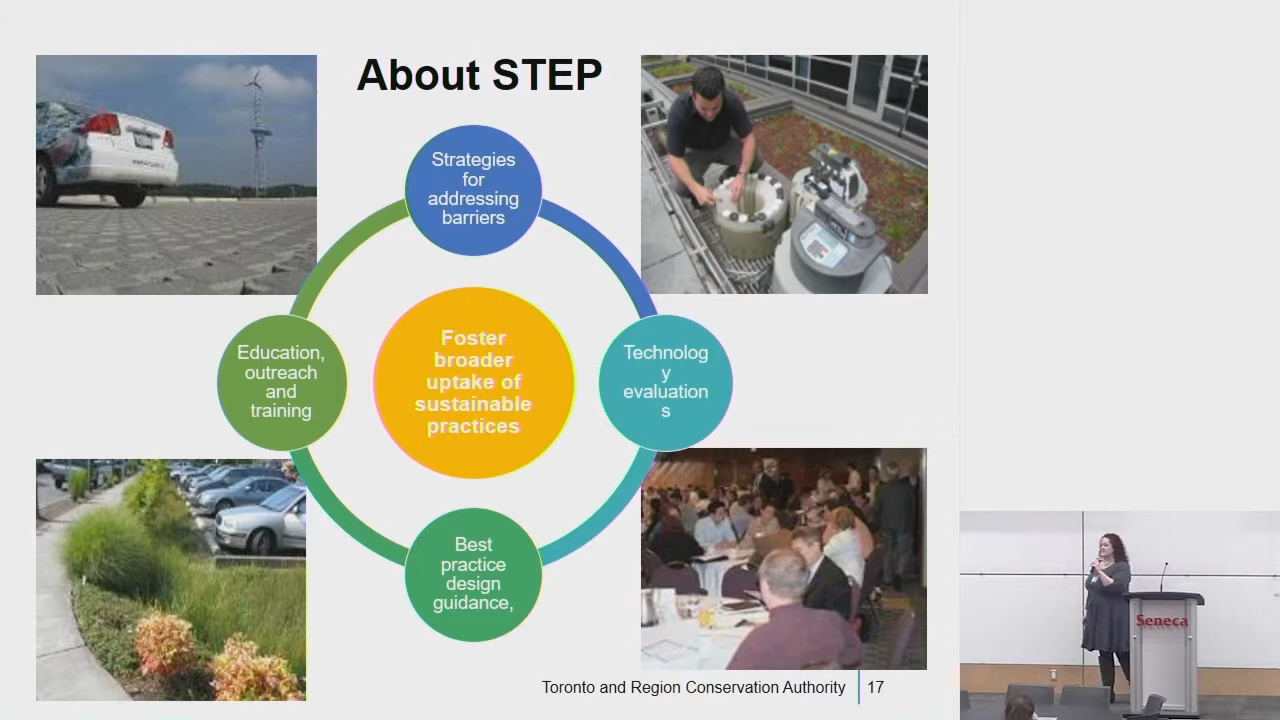 About STEP
Strategies
for
addressing
barriers
Foster
broader
uptake of
sustainable
practices
Education,
outreach
and
training
Technolog
y
evaluation
s
Best
practice
design
guidance,
Toronto and Region Conservation Authority
17
Seneca